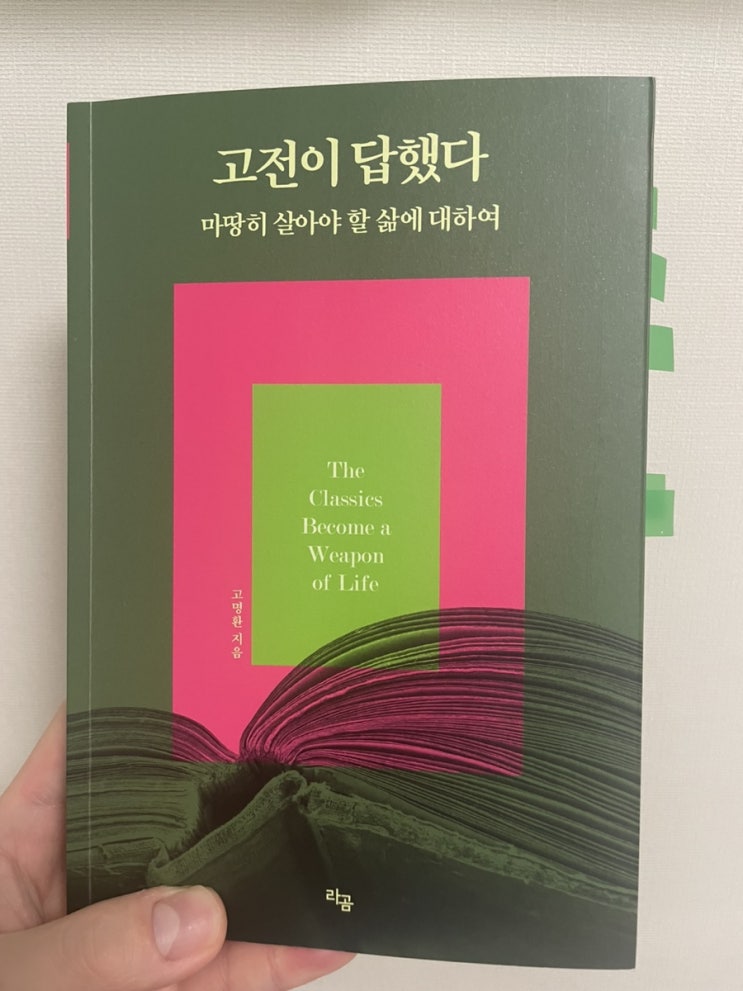 고전이 답했다
마땅히 살아야 할 삶에 대하여
The
Classics
Become a
Weapon
of Life
고명환 지음
라곰